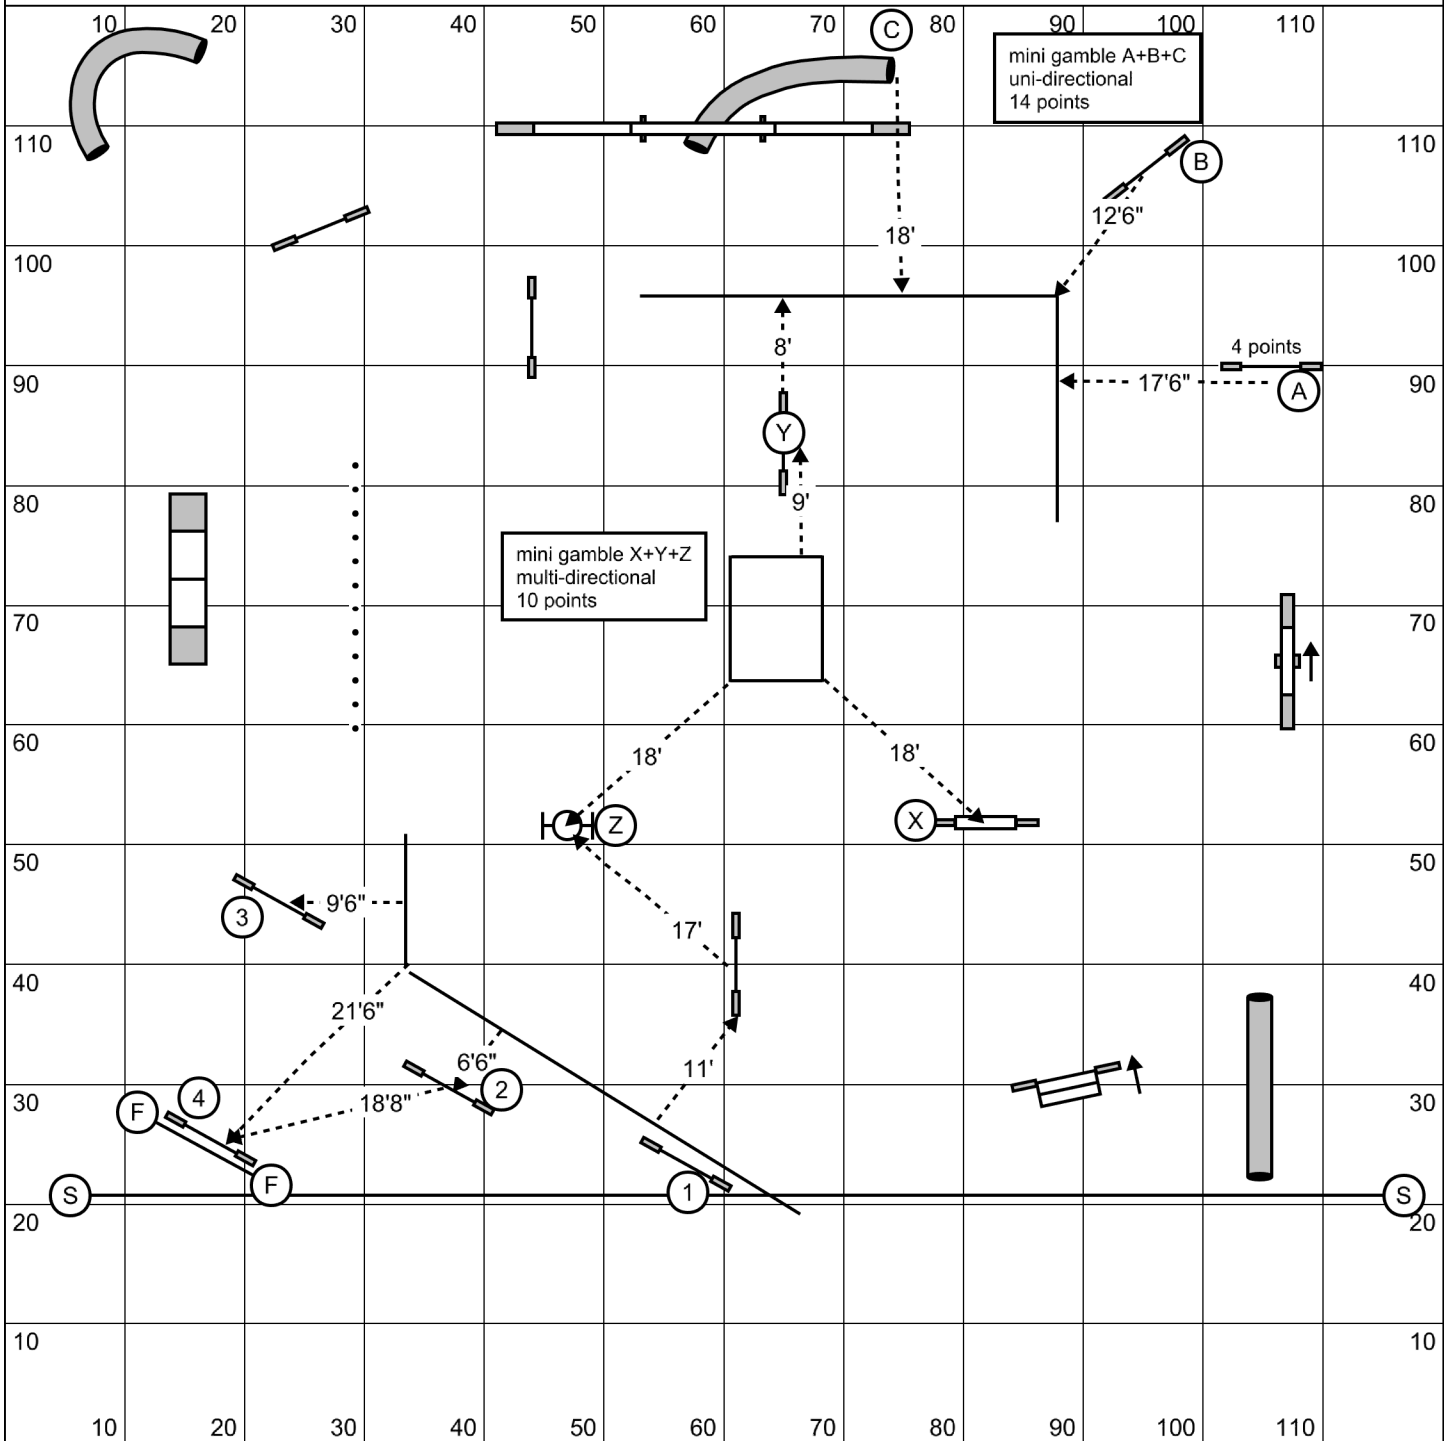 10 20 30 40 50 60 70 80 90 100 110
C
mini gamble A+B+C
uni-directional
14 points
110 110
B
12'6"
18'
100 100
8'
4 points
90 17'6" 90
A
Y
80 9' 80
mini gamble X+Y+Z
multi-directional
10 points
70 70
60 60
18' 18'
Z X
50 50
3 9'6"
17'
40 40
21'6"
6'6"
11'
4 18'8" 2
30 30
F
F
S 1 S
20 20
10 10
10 20 30 40 50 60 70 80 90 100 110